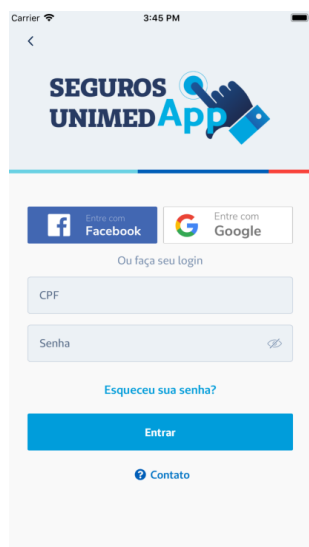 Carrier 3:45 PM
SEGUROS
UNIMED App
Entre com
Facebook
Entre com
Google
Ou faça seu login
CPF
Senha
Esqueceu sua senha?
Entrar
? Contato